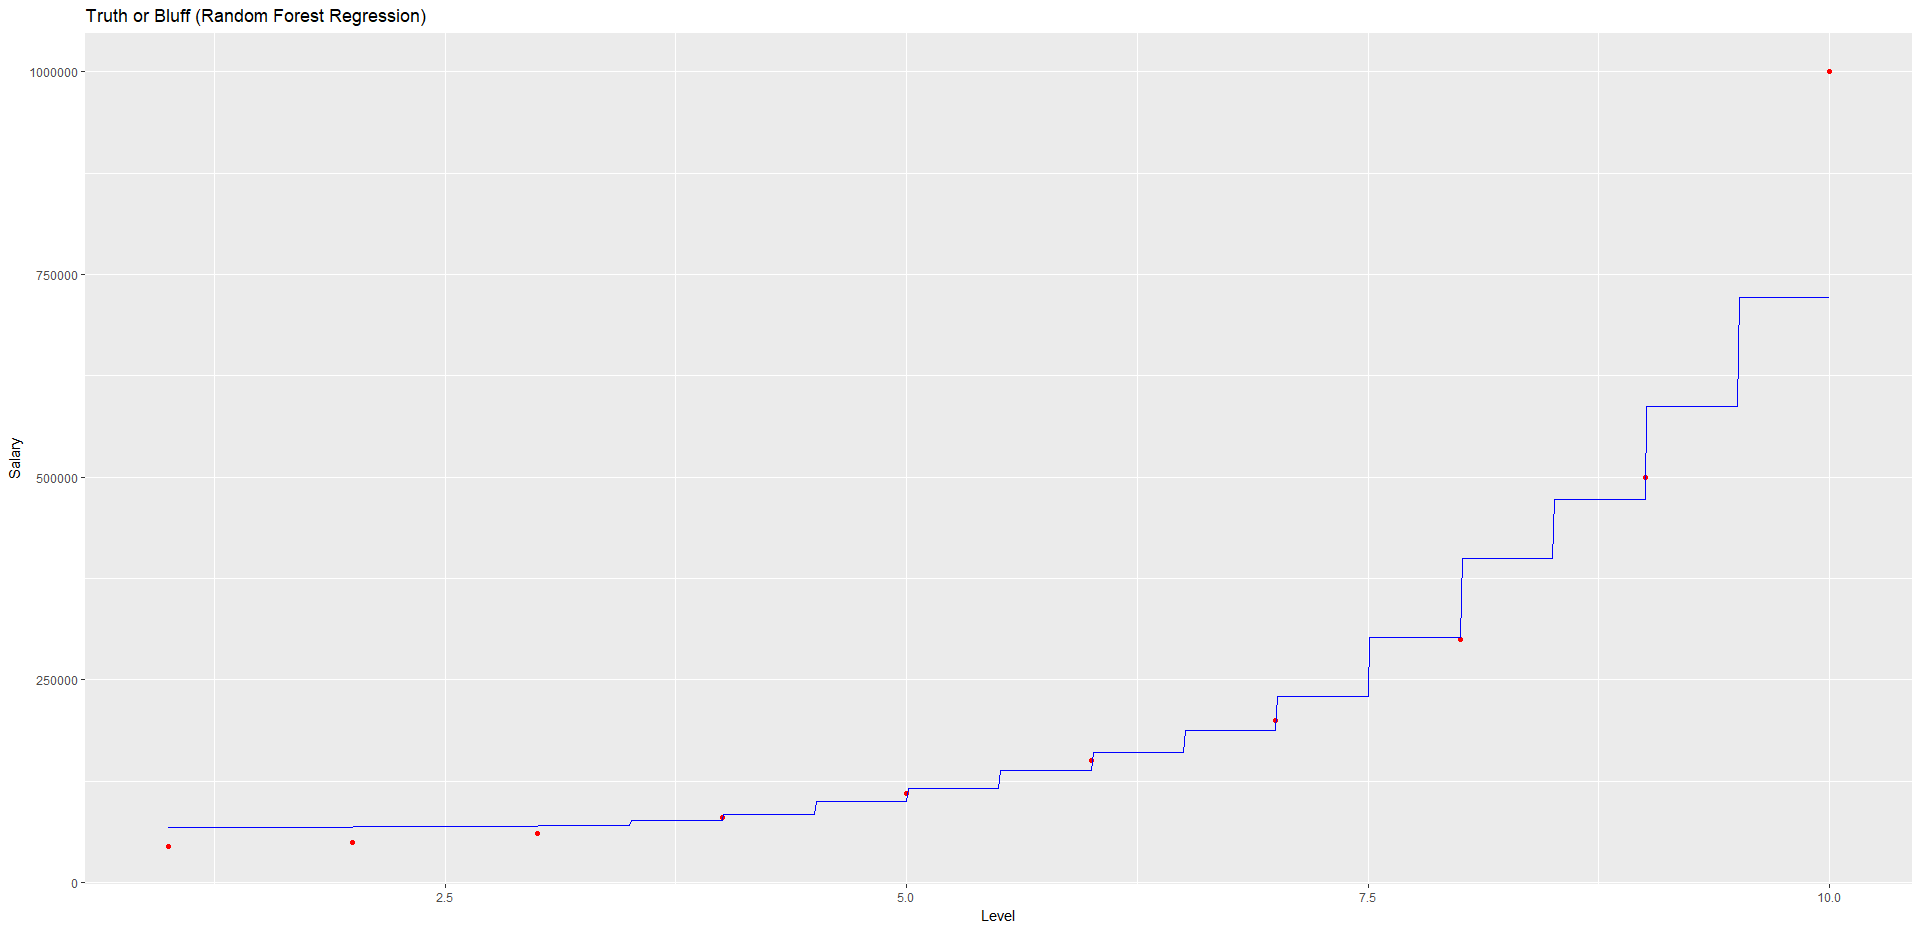 Truth or Bluff (Random Forest Regression)
1000000
750000
500000
250000
0
Salary
2.5 5.0 7.5 10.0
Level